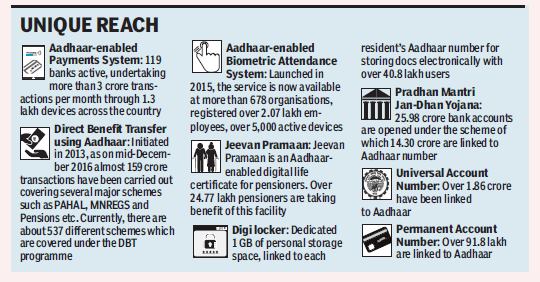 UNIQUE REACH
Aadhaar-enabled
Payments System: 119
banks active, undertaking
more than 3 crore trans-
actions per month through 1.3
lakh devices across the country
Direct Benefit Transfer
using Aadhaar: Initiated
in 2013, as on mid-Decem-
ber 2016 almost 159 crore
transactions have been carried out
covering several major schemes
such as PAHAL, MNREGS and
Pensions etc. Currently, there are
about 537 different schemes which
are covered under the DBT
programme
Aadhaar-enabled
Biometric Attendance
System: Launched in
2015, the service is now available
at more than 678 organisations,
registered over 2.07 lakh em-
ployees, over 5,000 active devices
Jeevan Pramaan: Jeevan
Pramaan is an Aadhaar-
enabled digital life
certificate for pensioners. Over
24.77 lakh pensioners are taking
benefit of this facility
Digi locker: Dedicated
1 GB of personal storage
space, linked to each
resident's Aadhaar number for
storing docs electronically with
over 40.8 lakh users
Pradhan Mantri
Jan-Dhan Yojana:
25.98 crore bank accounts
are opened under the scheme of
which 14.30 crore are linked to
Aadhaar number
Universal Account
Number: Over 1.86 crore
have been linked
to Aadhaar
Permanent Account
Number: Over 91.8 lakh
are linked to Aadhaar